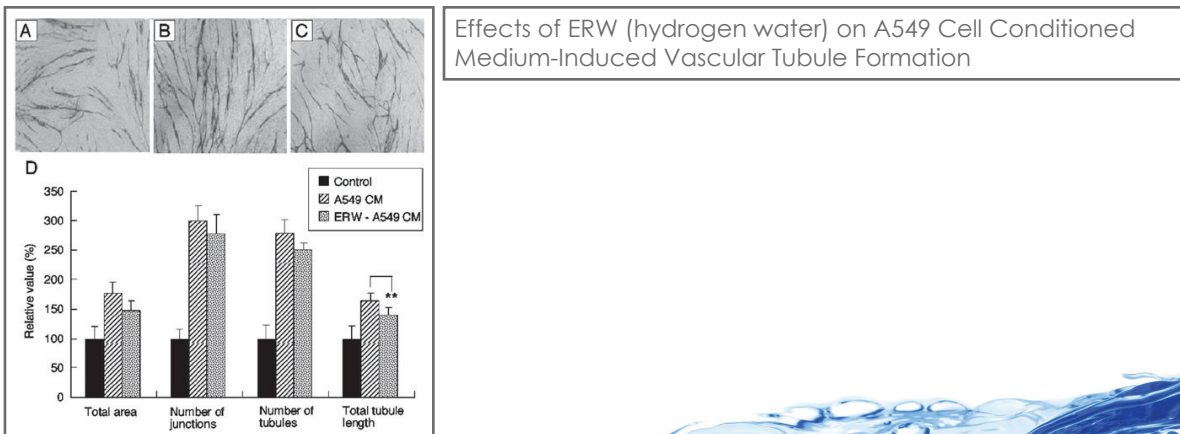 A
B
C
Effects of ERW (hydrogen water) on A549 Cell Conditioned
Medium-Induced Vascular Tubule Formation
D
Control
A549 CM
ERW - A549 CM
Relative value (%)
350
300
250
200
150
100
50
0
**
Total area
Number of
junctions
Number of
tubules
Total tubule
length